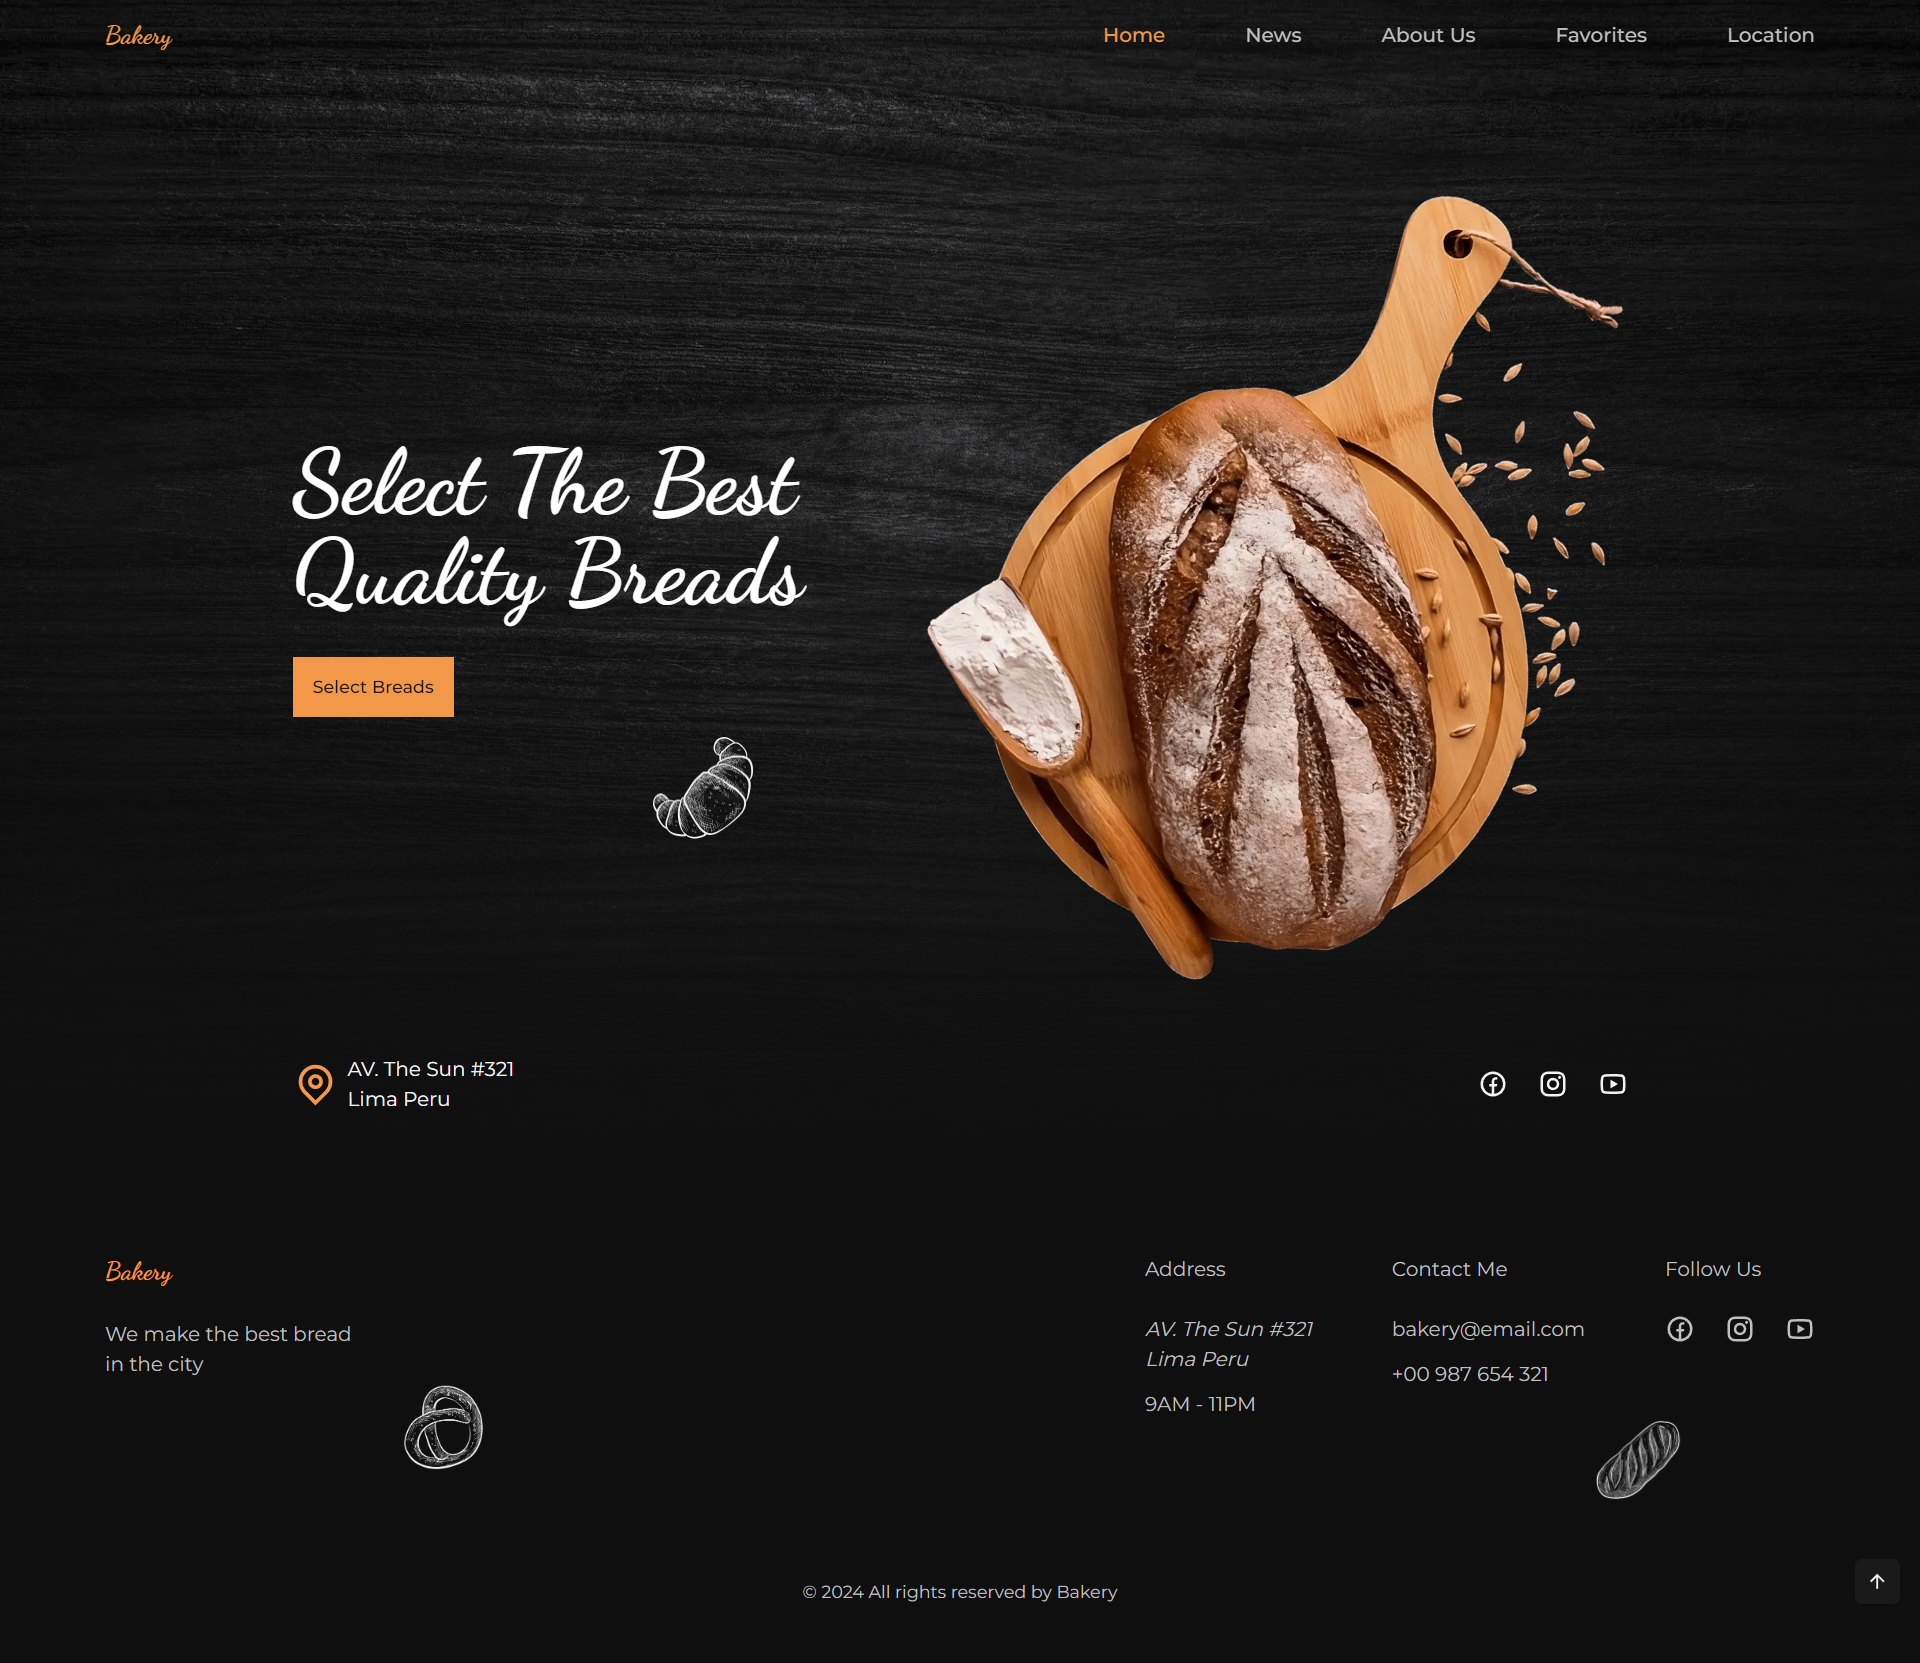 Bakery
Home
News
About Us
Favorites
Location
Select The Best
Quality Breads
Select Breads
AV. The Sun #321
Lima Peru
Bakery
We make the best bread
in the city
Address
AV. The Sun #321
Lima Peru
9AM - 11PM
Contact Me
bakery@email.com
+00 987 654 321
Follow Us
© 2024 All rights reserved by Bakery